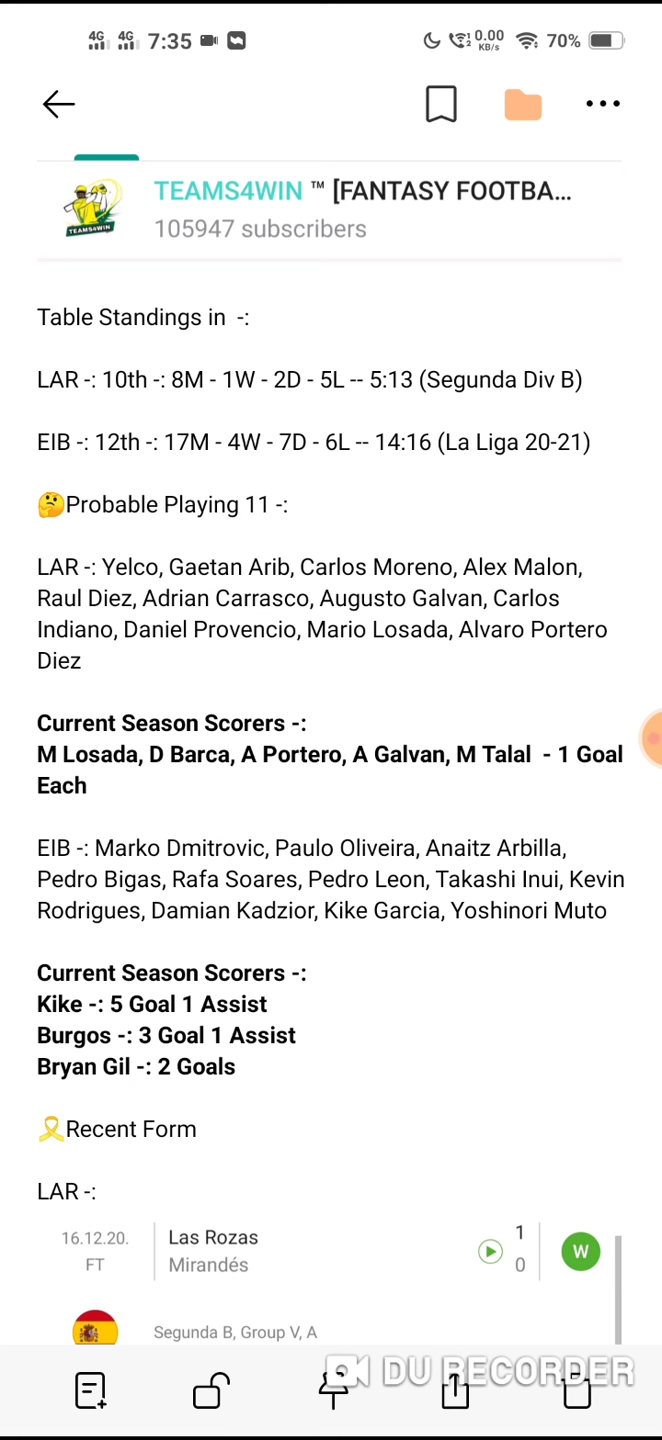 4G 4G 7:35 0.00 KB/s 70%
TEAMS4WIN ™ [FANTASY FOOTBA...
TEAMS4WIN
105947 subscribers
Table Standings in -:
LAR -: 10th -: 8M - 1W - 2D - 5L -- 5:13 (Segunda Div B)
EIB -: 12th -: 17M - 4W - 7D - 6L -- 14:16 (La Liga 20-21)
🤔Probable Playing 11 -:
LAR -: Yelco, Gaetan Arib, Carlos Moreno, Alex Malon,
Raul Diez, Adrian Carrasco, Augusto Galvan, Carlos
Indiano, Daniel Provencio, Mario Losada, Alvaro Portero
Diez
Current Season Scorers -:
M Losada, D Barca, A Portero, A Galvan, M Talal - 1 Goal
Each
EIB -: Marko Dmitrovic, Paulo Oliveira, Anaitz Arbilla,
Pedro Bigas, Rafa Soares, Pedro Leon, Takashi Inui, Kevin
Rodrigues, Damian Kadzior, Kike Garcia, Yoshinori Muto
Current Season Scorers -:
Kike -: 5 Goal 1 Assist
Burgos -: 3 Goal 1 Assist
Bryan Gil -: 2 Goals
🎗Recent Form
LAR -:
16.12.20. Las Rozas 1
FT Mirandés 0 W
Segunda B, Group V, A
DU RECORDER